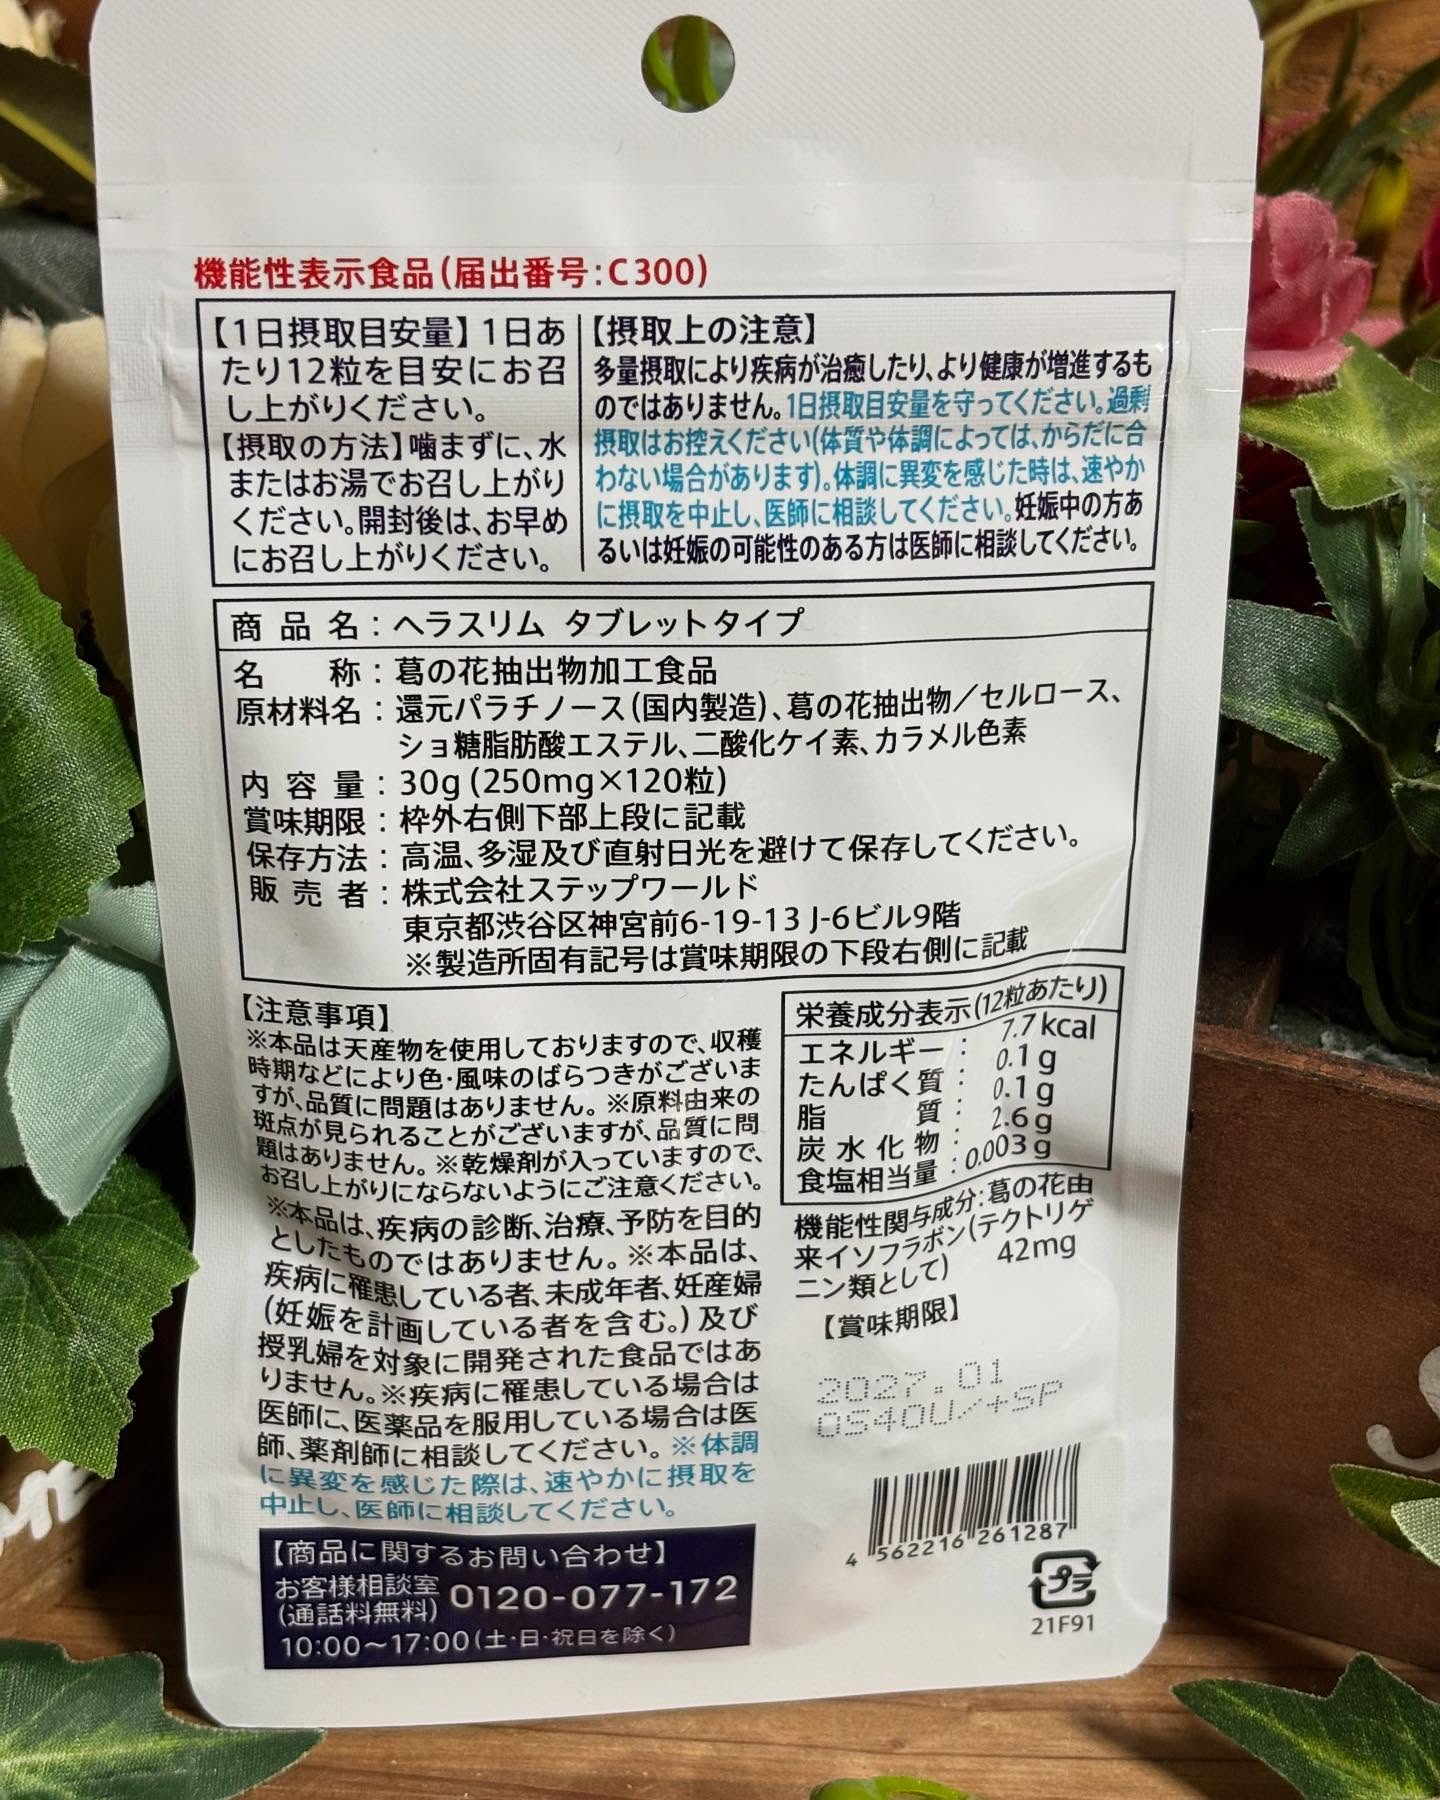 機能性表示食品(届出番号:C300)
【1日摂取目安量】1日あ
たり12粒を目安にお召
し上がりください。
【摂取の方法】噛まずに、水
またはお湯でお召し上がり
ください。開封後は、お早め
にお召し上がりください。
【摂取上の注意】
多量摂取により疾病が治癒したり、より健康が増進するも
のではありません。1日摂取目安量を守ってください。過剰
摂取はお控えください(体質や体調によっては、からだに合
わない場合があります)。体調に異変を感じた時は、速やか
に摂取を中止し、医師に相談してください。妊娠中の方あ
るいは妊娠の可能性のある方は医師に相談してください。
商品名:ヘラスリム タブレットタイプ
名称:葛の花抽出物加工食品
原材料名:還元パラチノース(国内製造)、葛の花抽出物/セルロース、
ショ糖脂肪酸エステル、二酸化ケイ素、カラメル色素
内容量:30g(250mg×120粒)
賞味期限:枠外右側下部上段に記載
保存方法:高温、多湿及び直射日光を避けて保存してください。
販売者:株式会社ステップワールド
東京都渋谷区神宮前6-19-13 J-6ビル9階
※製造所固有記号は賞味期限の下段右側に記載
【注意事項】
※本品は天産物を使用しておりますので、収穫
時期などにより色・風味のばらつきがございま
すが、品質に問題はありません。※原料由来の
斑点が見られることがございますが、品質に問
題はありません。※乾燥剤が入っていますので、
お召し上がりにならないようにご注意ください。
※本品は、疾病の診断、治療、予防を目的
としたものではありません。※本品は、
疾病に罹患している者、未成年者、妊産婦
(妊娠を計画している者を含む。)及び
授乳婦を対象に開発された食品ではあ
りません。※疾病に罹患している場合は
医師に、医薬品を服用している場合は医
師、薬剤師に相談してください。※体調
に異変を感じた際は、速やかに摂取を
中止し、医師に相談してください。
栄養成分表示(12粒あたり)
エネルギー:7.7kcal
たんぱく質:0.1g
脂質:0.1g
炭水化物:2.6g
食塩相当量:0.003g
機能性関与成分:葛の花由
来イソフラボン(テクトリゲ
ニン類として) 42mg
【賞味期限】
2027.01
0S40U/+SP
4 562216 261287
プラ
21F91
【商品に関するお問い合わせ】
お客様相談室
(通話料無料)
0120-077-172
10:00〜17:00(土・日・祝日を除く)